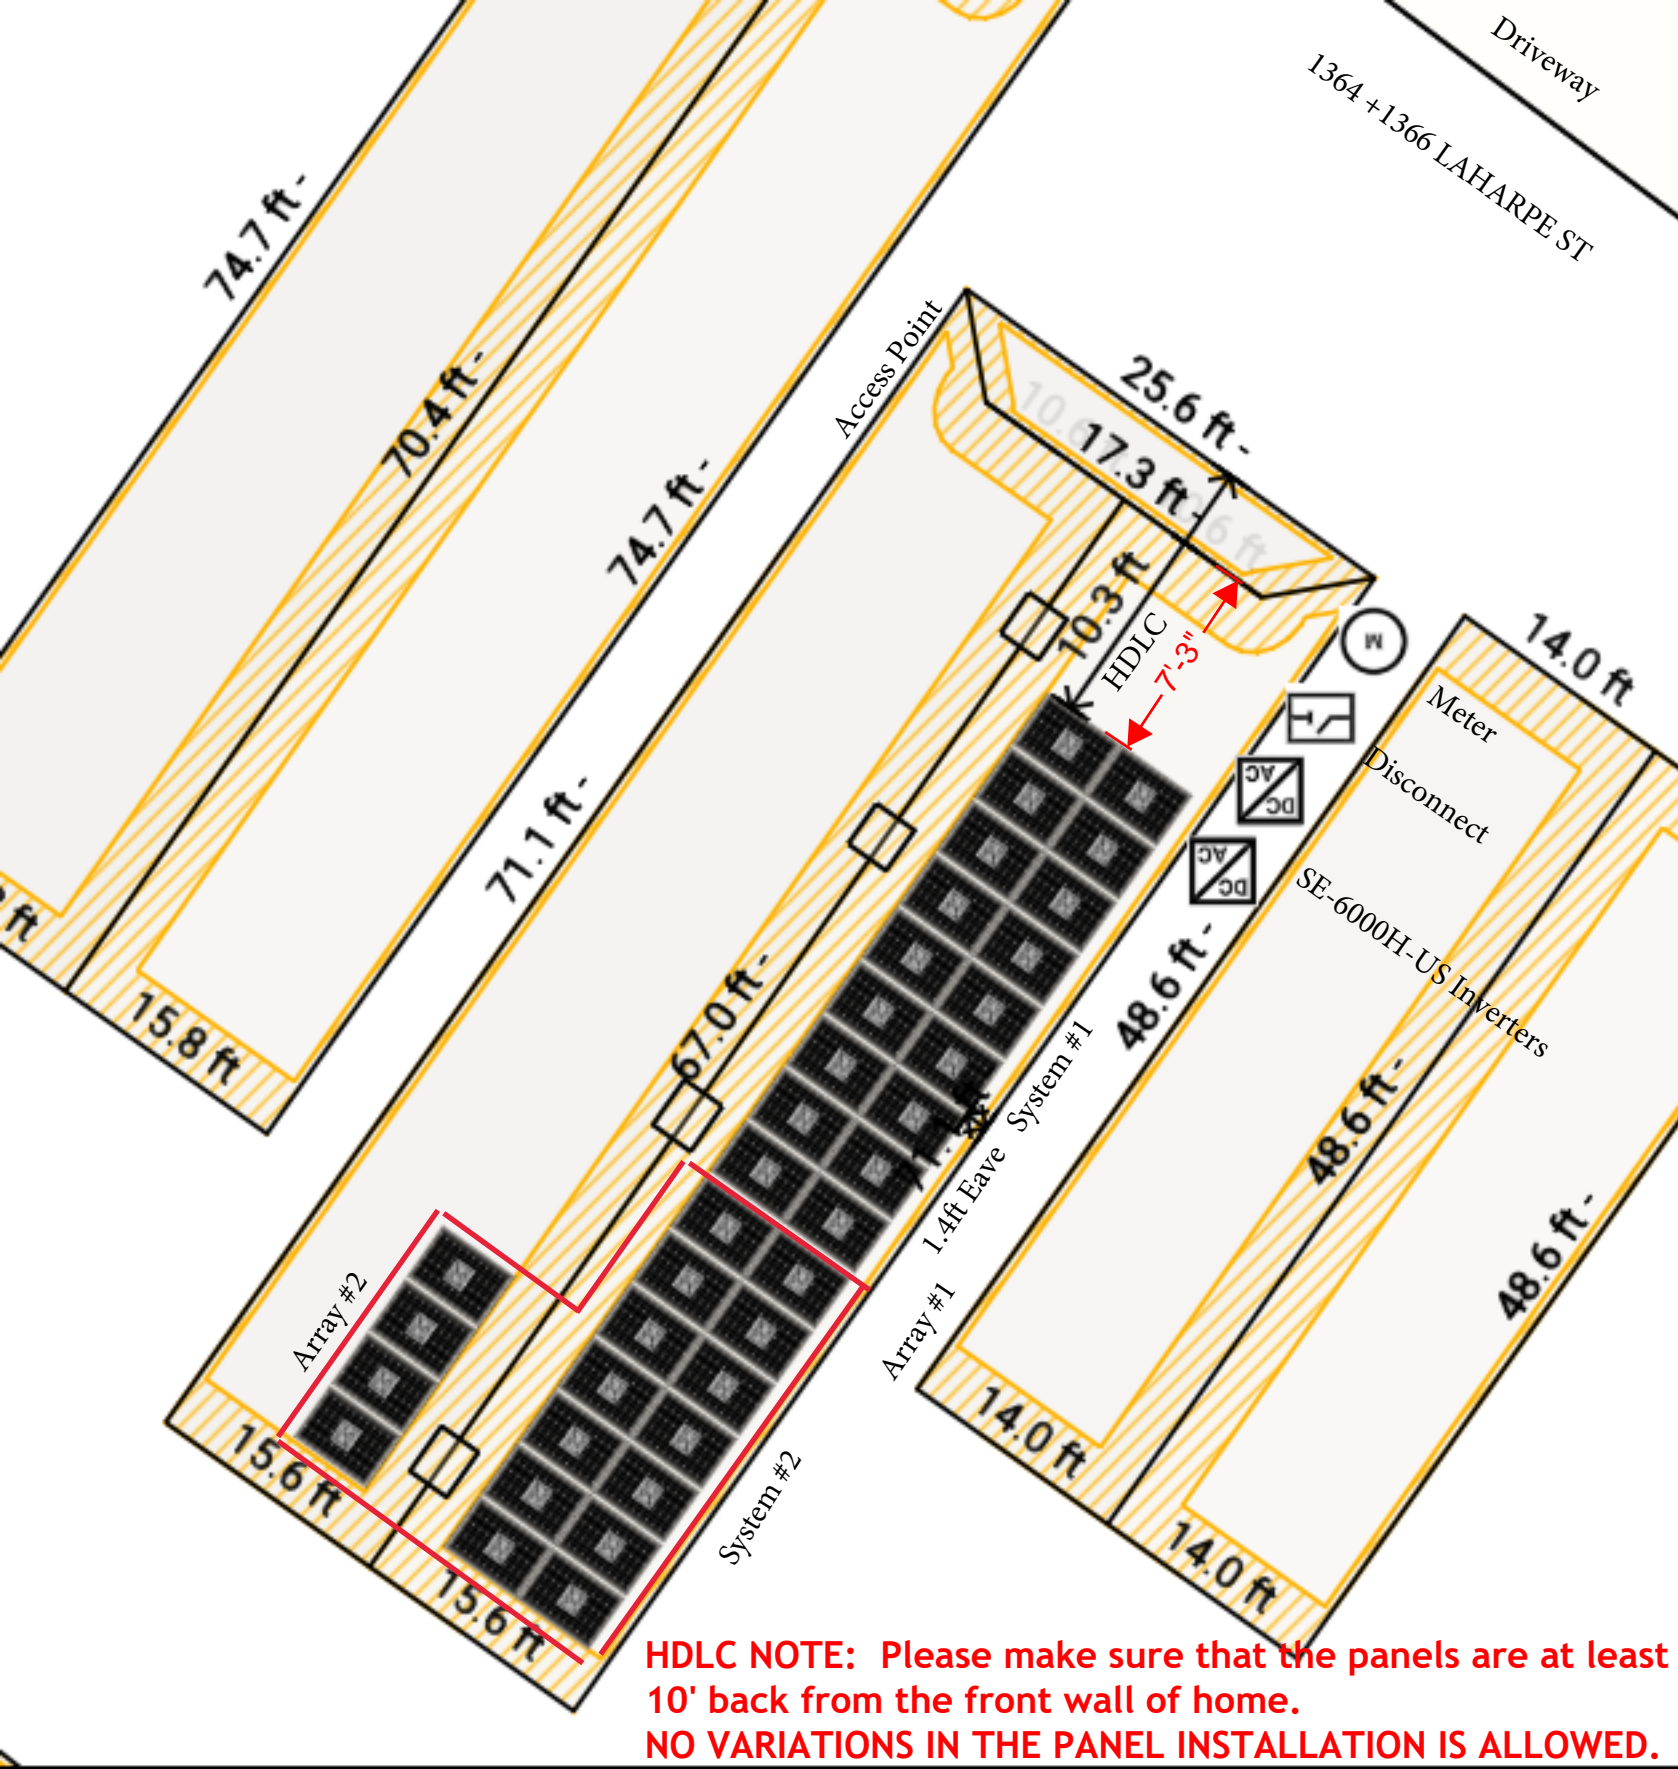 Driveway
1364 +1366 LAHARPE ST
74.7 ft -
70.4 ft -
74.7 ft -
Access Point
25.6 ft -
17.3 ft -
10.3 ft
HDLC
7'-3"
M
14.0 ft
Meter
Disconnect
AC
DC
AC
DC
SE-6000H-US Inverters
71.1 ft -
67.0 ft -
48.6 ft -
48.6 ft -
48.6 ft -
ft
15.8 ft
System #1
1.4ft Eave
Array #1
Array #2
System #2
15.6 ft
15.6 ft
14.0 ft
14.0 ft
HDLC NOTE: Please make sure that the panels are at least
10' back from the front wall of home.
NO VARIATIONS IN THE PANEL INSTALLATION IS ALLOWED.